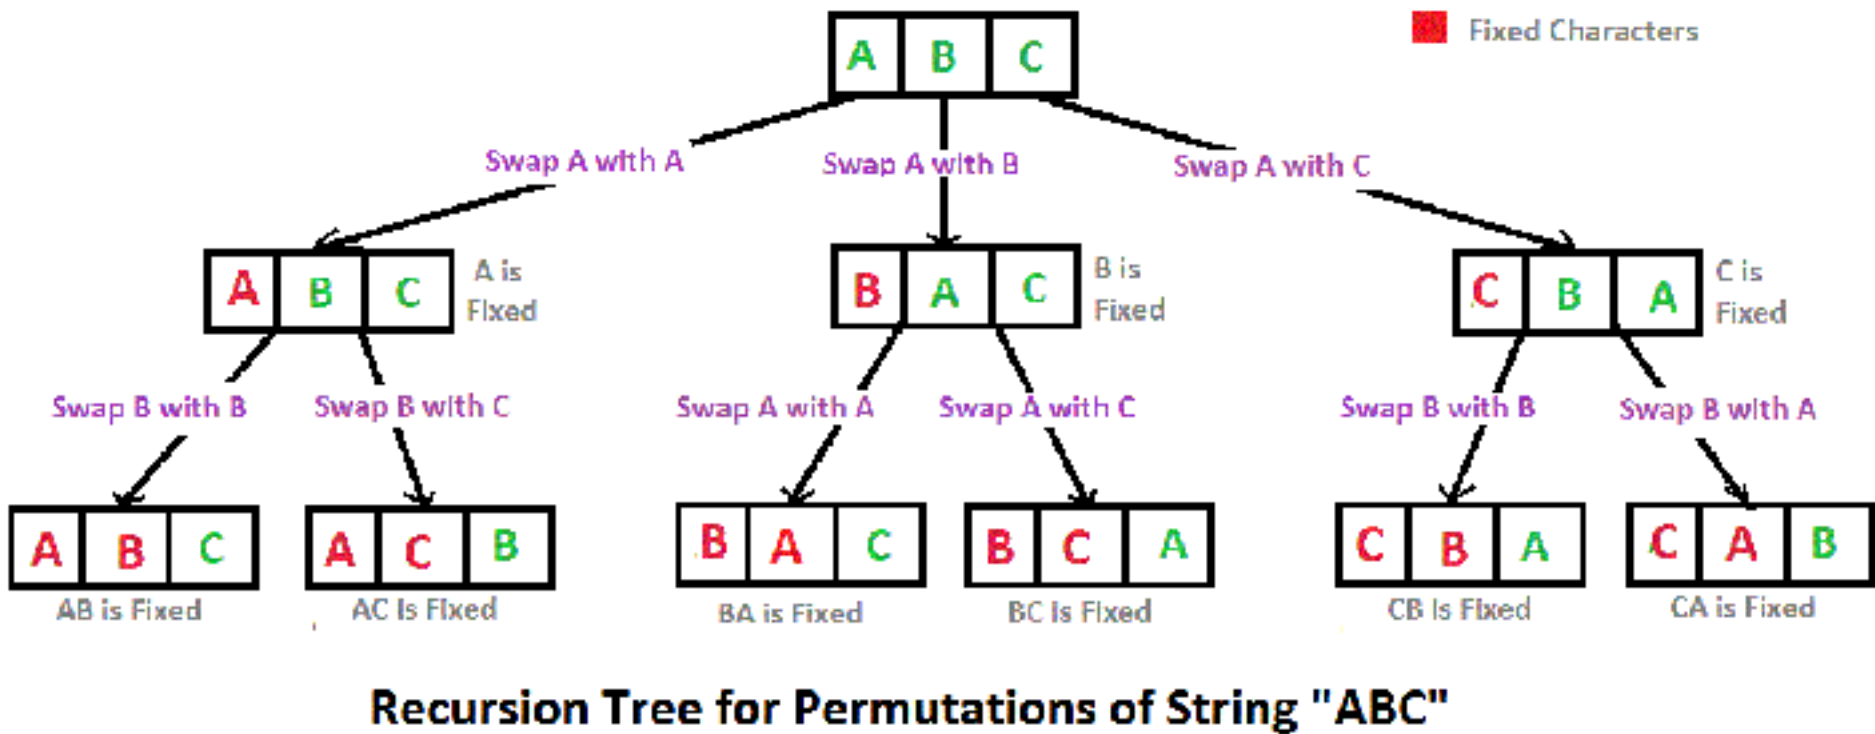 A B C
Fixed Characters
Swap A with A
Swap A with B
Swap A with C
A B C
A is
Fixed
B A C
B is
Fixed
C B A
C is
Fixed
Swap B with B
Swap B with C
Swap A with A
Swap A with C
Swap B with B
Swap B with A
A B C
A C B
B A C
B C A
C B A
C A B
AB is Fixed
AC is Fixed
BA is Fixed
BC is Fixed
CB is Fixed
CA is Fixed
Recursion Tree for Permutations of String "ABC"